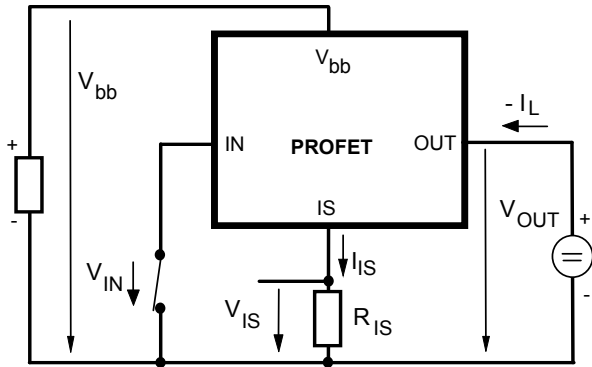 V bb
V bb
- I L
IN
PROFET
OUT
IS
+
-
V OUT
+
-
V IN
I IS
V IS
R IS